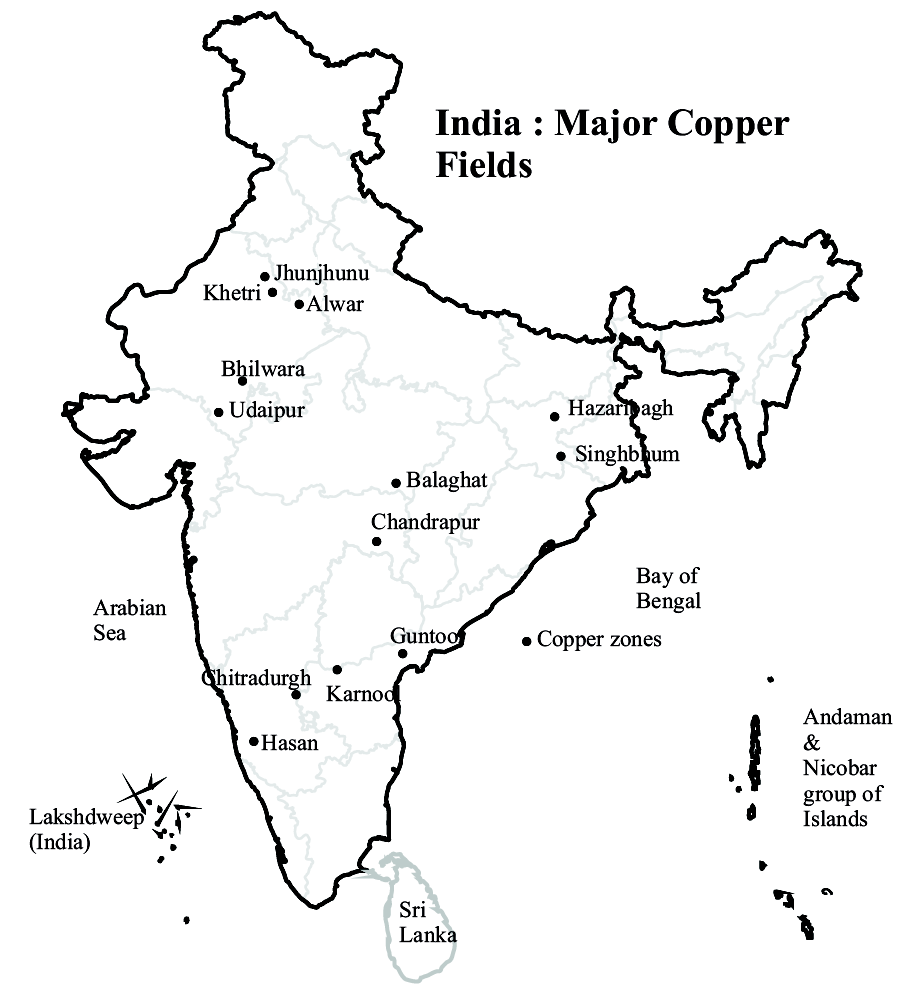 India : Major Copper
Fields
Jhunjhunu
Khetri
Alwar
Bhilwara
Udaipur
Hazaribagh
Singhbhum
Balaghat
Chandrapur
Bay of
Bengal
Arabian
Sea
Guntoor
Copper zones
Chitradurgh
Karnool
Hasan
Andaman
&
Nicobar
group of
Islands
Lakshdweep
(India)
Sri
Lanka